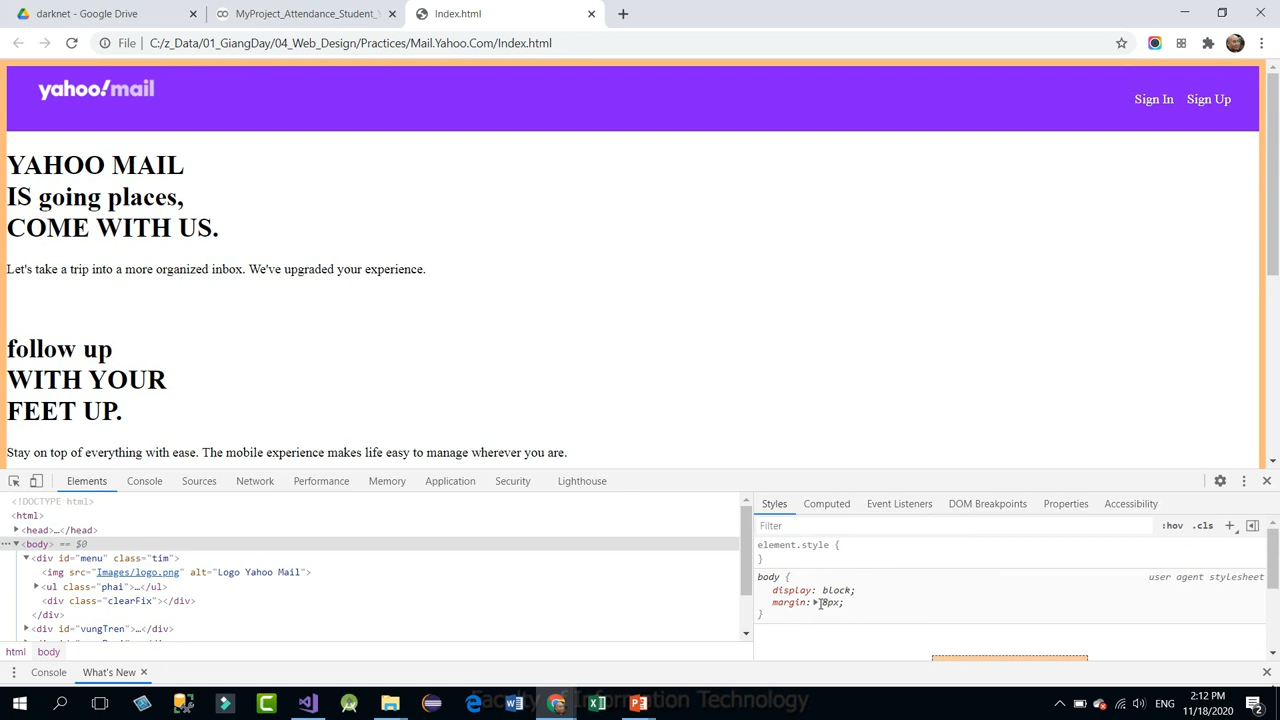 darknet - Google Drive
MyProject_Attendance_Student_
Index.html
File
C:/z_Data/01_GiangDay/04_Web_Design/Practices/Mail.Yahoo.Com/Index.html
yahoo!mail
Sign In Sign Up
YAHOO MAIL
IS going places,
COME WITH US.
Let's take a trip into a more organized inbox. We've upgraded your experience.
follow up
WITH YOUR
FEET UP.
Stay on top of everything with ease. The mobile experience makes life easy to manage wherever you are.
Elements Console Sources Network Performance Memory Application Security Lighthouse
<!DOCTYPE html>
<html>
<head>…</head>
<body> == $0
<div id="menu" class="tim">
<img src="Images/logo.png" alt="Logo Yahoo Mail">
<ul class="phai">…</ul>
<div class="clearFix"></div>
</div>
<div id="vungTren">…</div>
html body
Styles Computed Event Listeners DOM Breakpoints Properties Accessibility
Filter
:hov .cls
element.style {
}
body {
user agent stylesheet
display: block;
margin: 8px;
}
Console What's New
Faculty of Information Technology
ENG
2:12 PM
11/18/2020
2